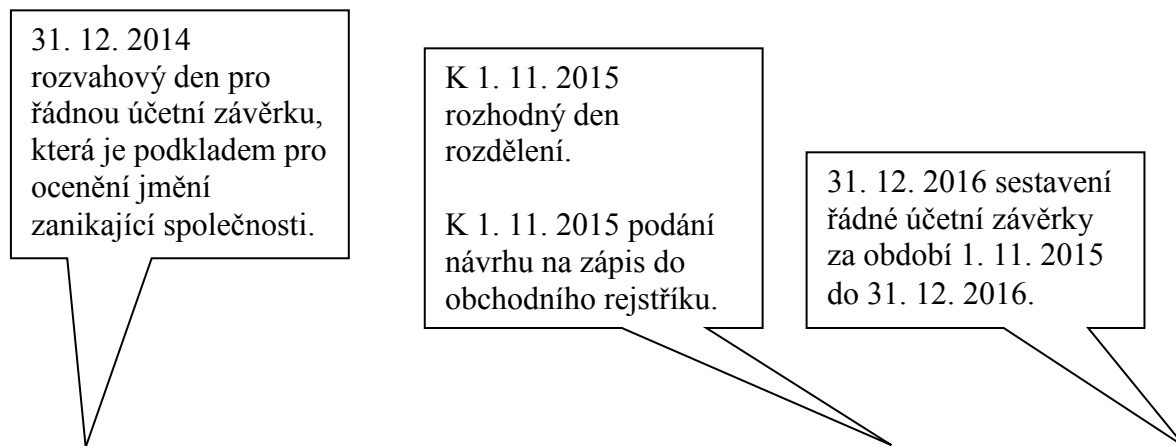 31. 12. 2014
rozvahový den pro
řádnou účetní závěrku,
která je podkladem pro
ocenění jmění
zanikající společnosti.
K 1. 11. 2015
rozhodný den
rozdělení.
K 1. 11. 2015 podání
návrhu na zápis do
obchodního rejstříku.
31. 12. 2016 sestavení
řádné účetní závěrky
za období 1. 11. 2015
do 31. 12. 2016.